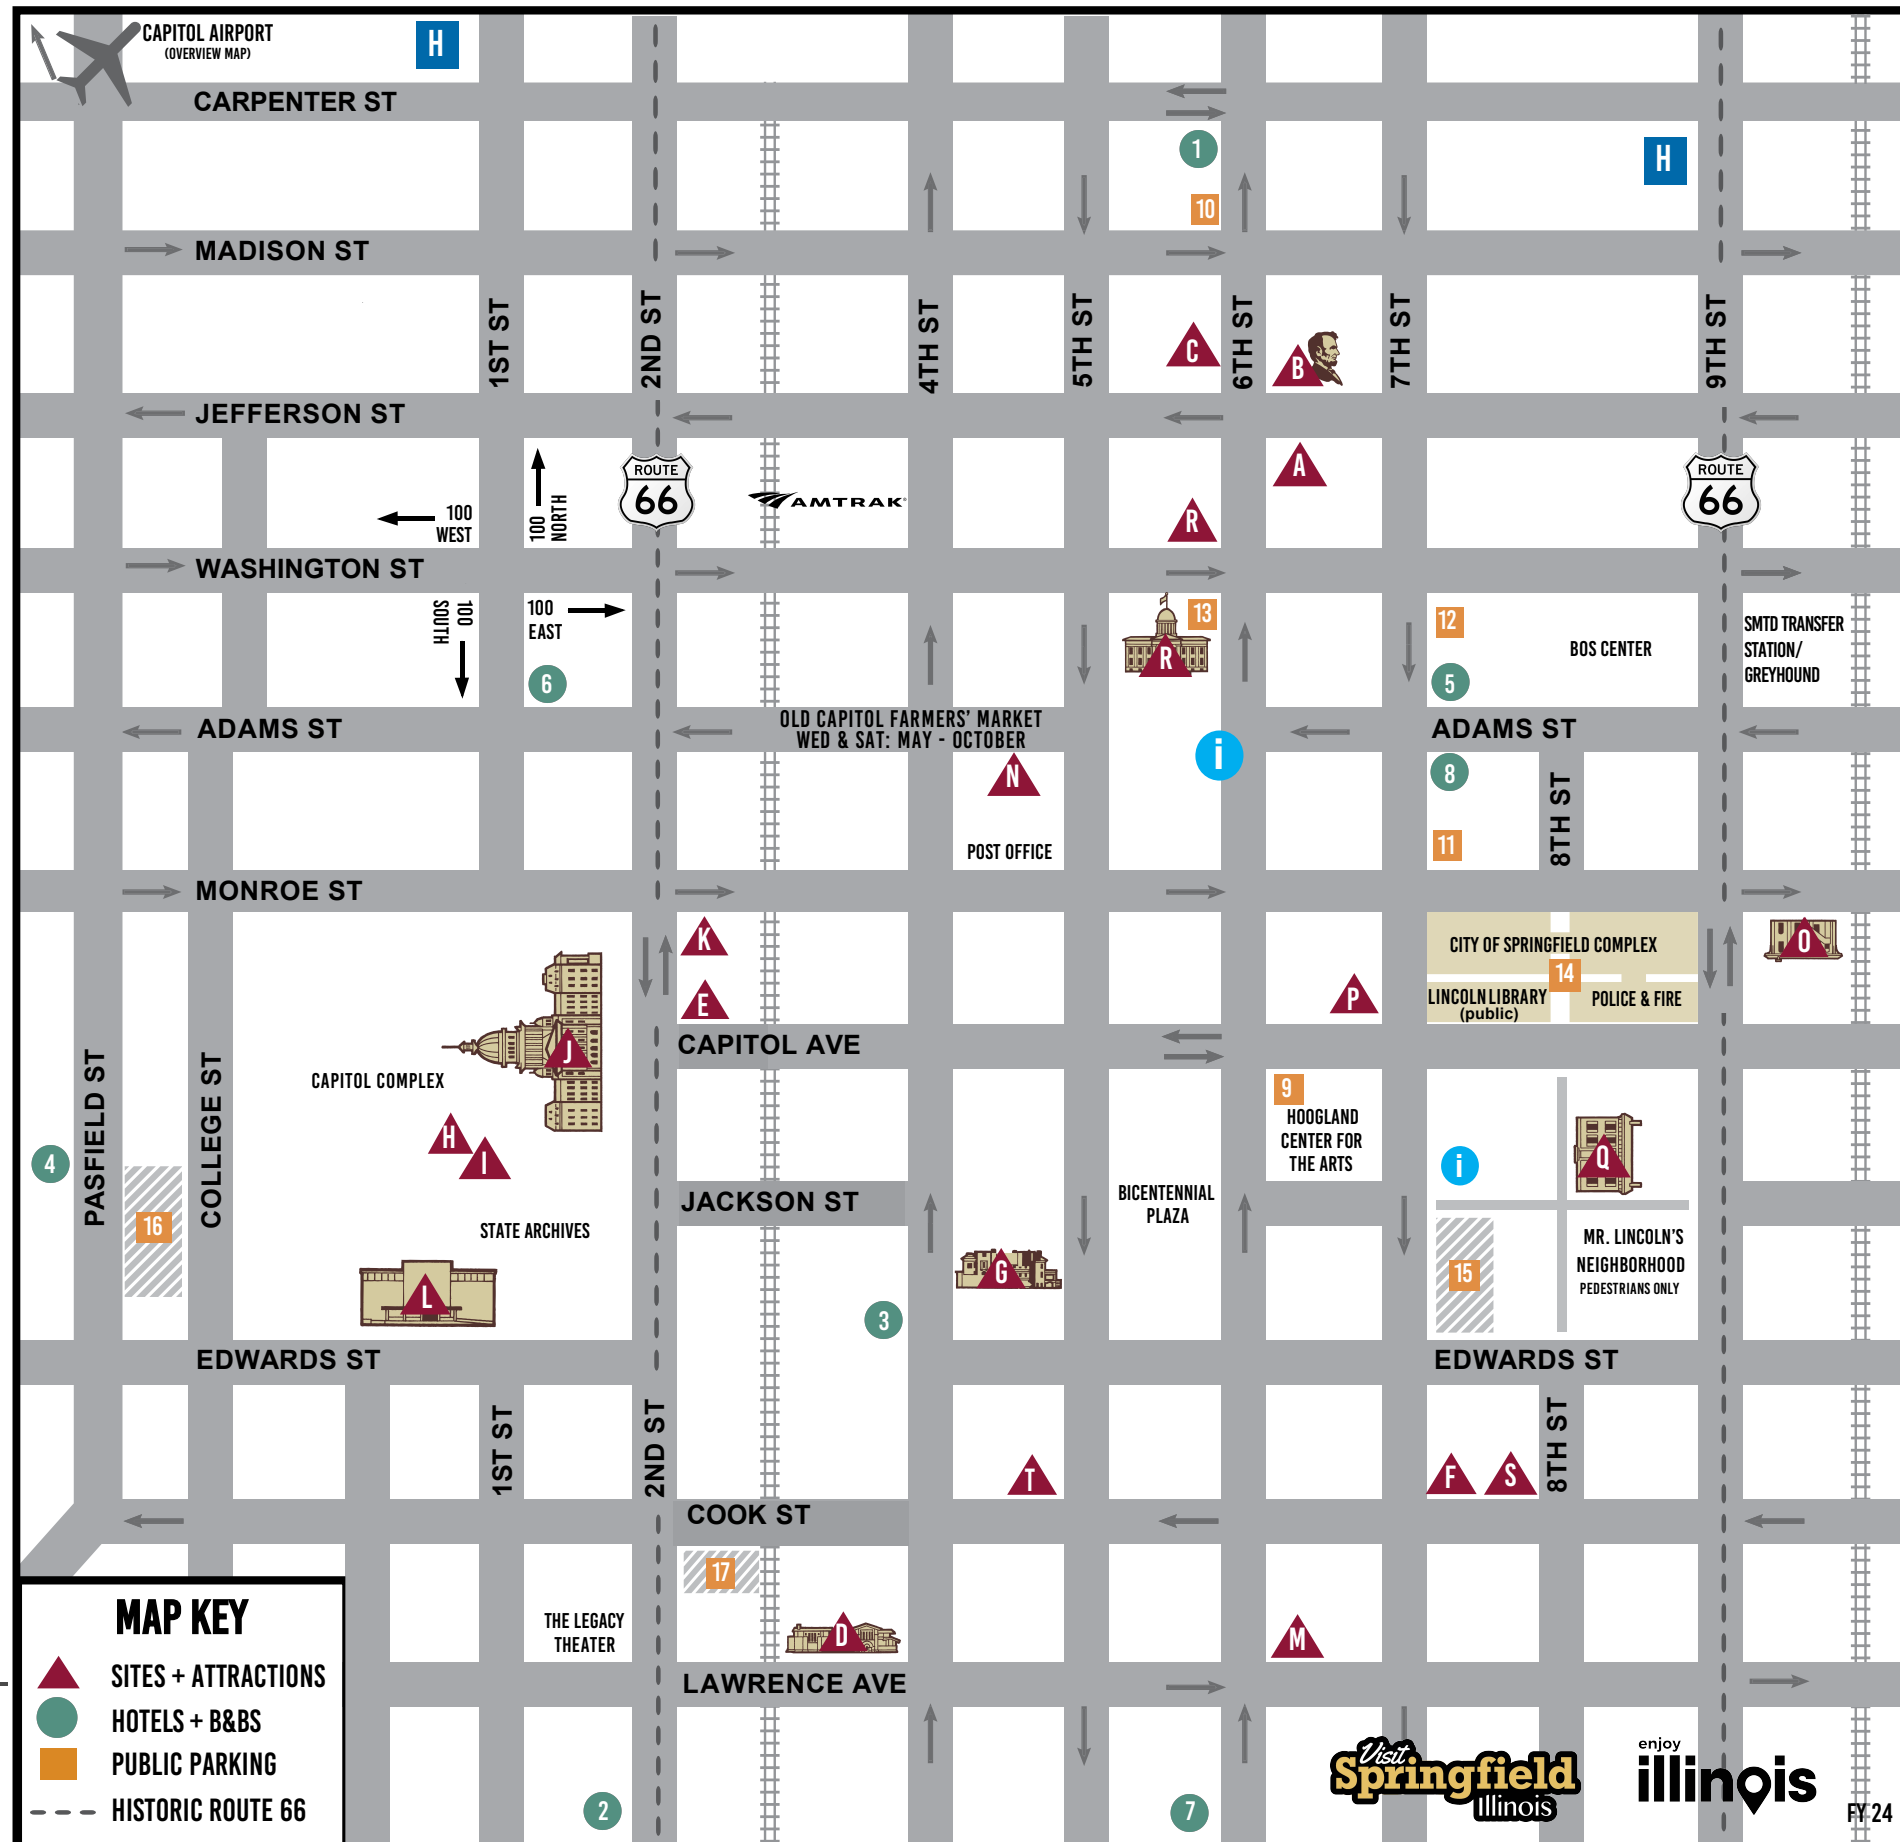 CAPITOL AIRPORT
(OVERVIEW MAP)
H
CARPENTER ST
1
H
10
MADISON ST
1ST ST
2ND ST
4TH ST
5TH ST
6TH ST
7TH ST
9TH ST
C
B
JEFFERSON ST
A
ROUTE
66
ROUTE
66
AMTRAK
100
WEST
100
NORTH
R
WASHINGTON ST
100
SOUTH
100
EAST
6
13
R
12
5
BOS CENTER
SMTD TRANSFER
STATION/
GREYHOUND
ADAMS ST
OLD CAPITOL FARMERS' MARKET
WED & SAT: MAY - OCTOBER
ADAMS ST
i
N
8
8TH ST
POST OFFICE
11
MONROE ST
K
E
CITY OF SPRINGFIELD COMPLEX
14
LINCOLN LIBRARY
(public)
POLICE & FIRE
O
P
J
CAPITOL AVE
CAPITOL COMPLEX
9
HOOGLAND
CENTER FOR
THE ARTS
PASFIELD ST
COLLEGE ST
H
I
4
i
Q
JACKSON ST
BICENTENNIAL
PLAZA
16
STATE ARCHIVES
MR. LINCOLN'S
NEIGHBORHOOD
PEDESTRIANS ONLY
15
G
L
3
EDWARDS ST
EDWARDS ST
1ST ST
2ND ST
8TH ST
T
F
S
COOK ST
17
THE LEGACY
THEATER
D
M
LAWRENCE AVE
MAP KEY
SITES + ATTRACTIONS
HOTELS + B&BS
PUBLIC PARKING
HISTORIC ROUTE 66
2
7
Visit
Springfield
Illinois
enjoy
illinois
FY 24